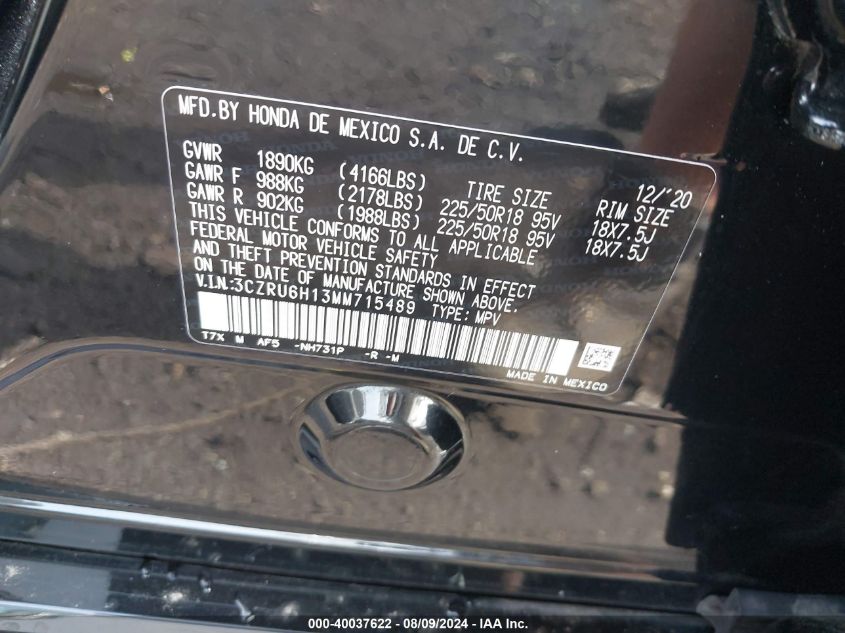 MFD.BY HONDA DE MEXICO S.A. DE C.V.
12/'20
GVWR 1890KG (4166LBS) TIRE SIZE RIM SIZE
GAWR F 988KG (2178LBS) 225/50R18 95V 18X7.5J
GAWR R 902KG (1988LBS) 225/50R18 95V 18X7.5J
THIS VEHICLE CONFORMS TO ALL APPLICABLE
FEDERAL MOTOR VEHICLE SAFETY
AND THEFT PREVENTION STANDARDS IN EFFECT
ON THE DATE OF MANUFACTURE SHOWN ABOVE.
V.I.N:3CZRU6H13MM715489 TYPE: MPV
T7X M AF5 -NH731P -R -M
MADE IN MEXICO
000-40037622 - 08/09/2024 - IAAI.COM.